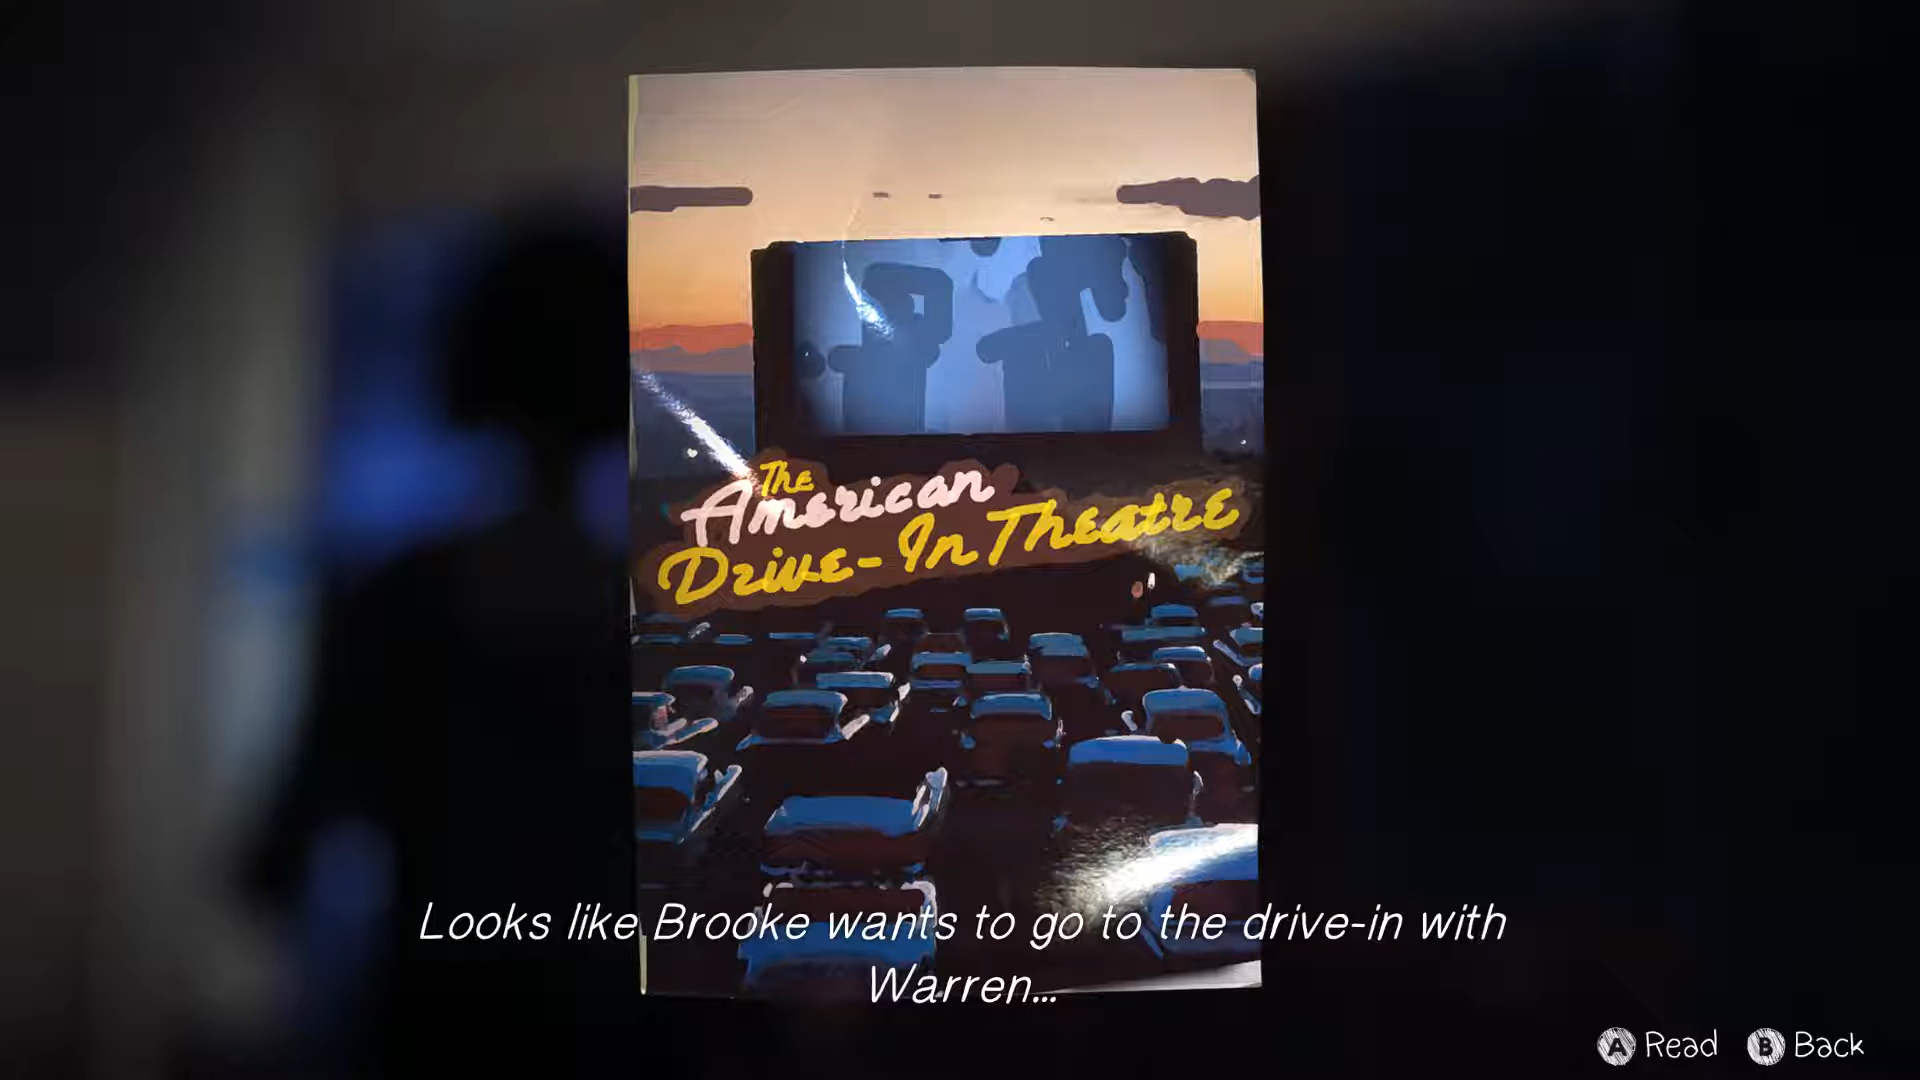 The
American
Drive-In Theatre
Looks like Brooke wants to go to the drive-in with
Warren...
A Read B Back